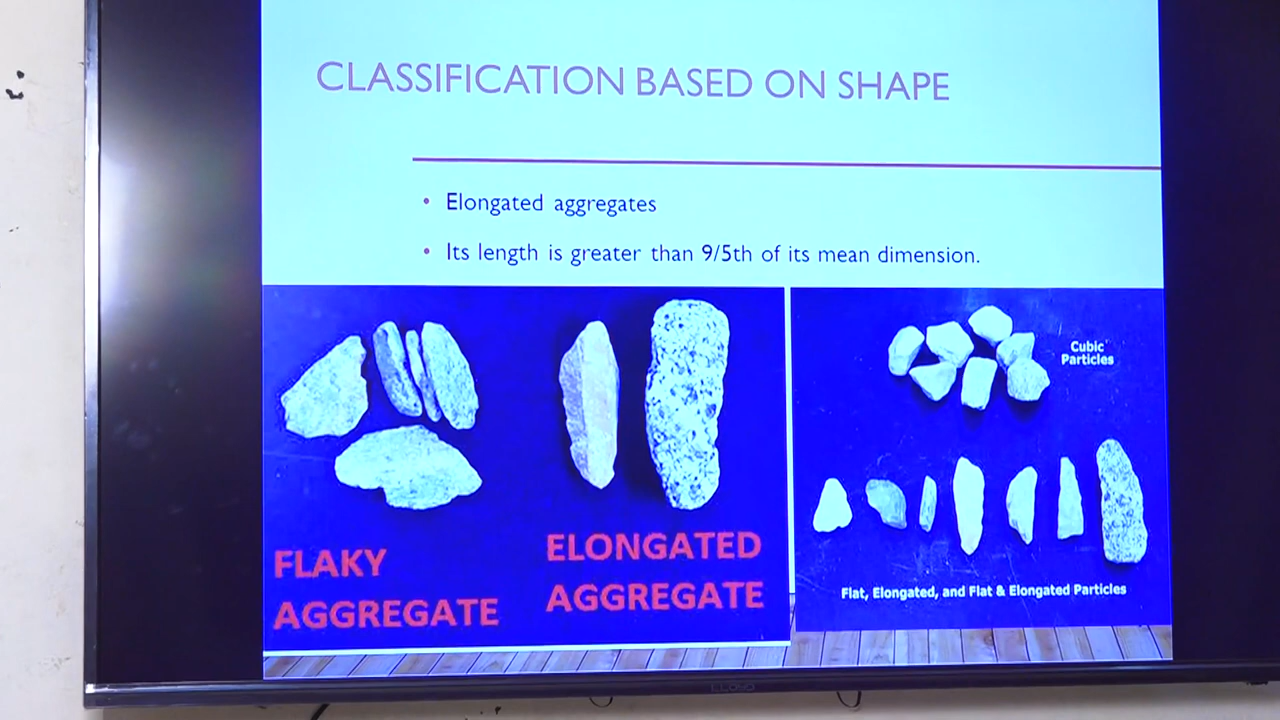 CLASSIFICATION BASED ON SHAPE
• Elongated aggregates
• Its length is greater than 9/5th of its mean dimension.
FLAKY
AGGREGATE
ELONGATED
AGGREGATE
Cubic
Particles
Flat, Elongated, and Flat & Elongated Particles